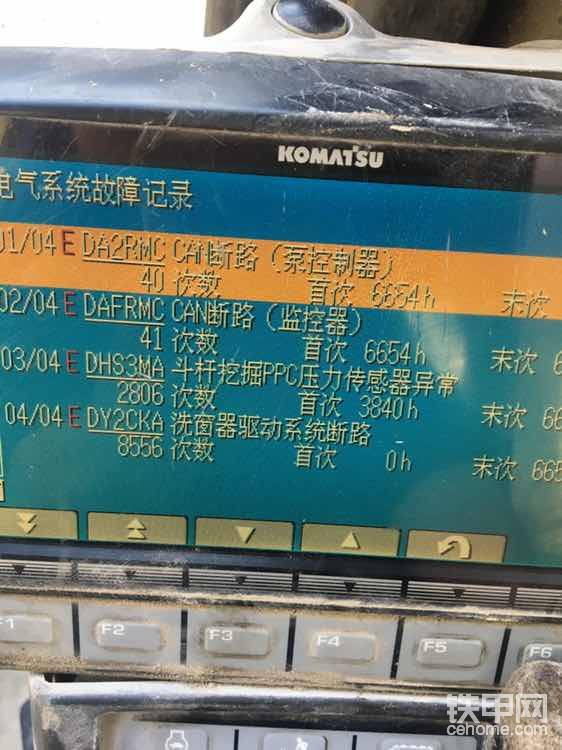 KOMATSU
电气系统故障记录
01/04 E DA2RMC CAN断路（泵控制器）
40 次数 首次 6654h 末次
02/04 E DAFRMC CAN断路（监控器）
41 次数 首次 6654h 末次 6
03/04 E DHS3MA 斗杆挖掘PPC压力传感器异常
2806 次数 首次 3840h 末次 66
04/04 E DY2CKA 洗窗器驱动系统断路
8556 次数 首次 0h 末次 665
F1 F2 F3 F4 F5 F6
铁甲网
cehome.com